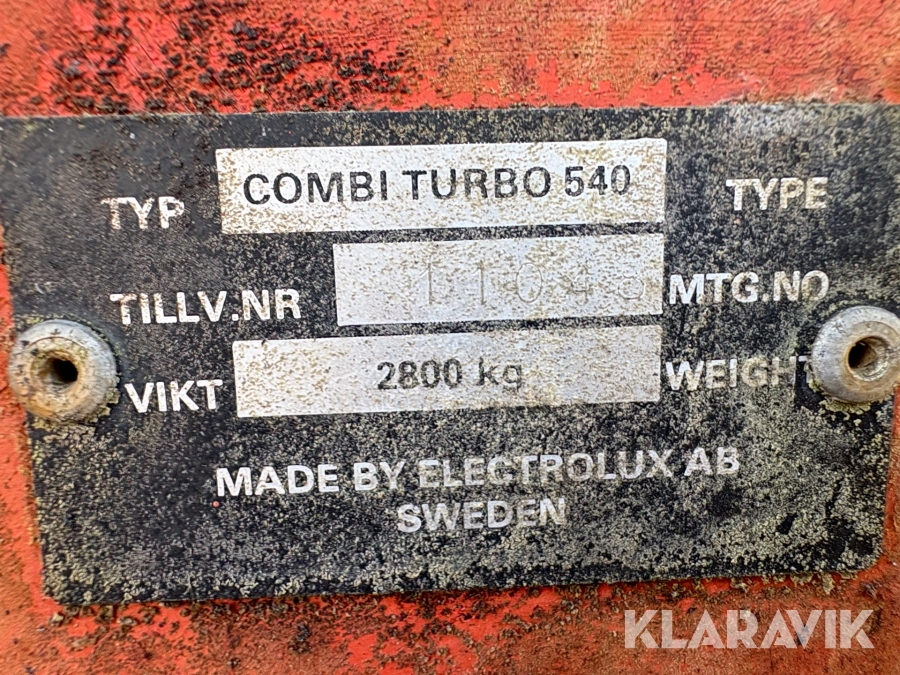 TYP COMBI TURBO 540 TYPE
TILLV.NR MTG.NO
VIKT 2800 kg WEIGHT
MADE BY ELECTROLUX AB
SWEDEN
KLARAVIK